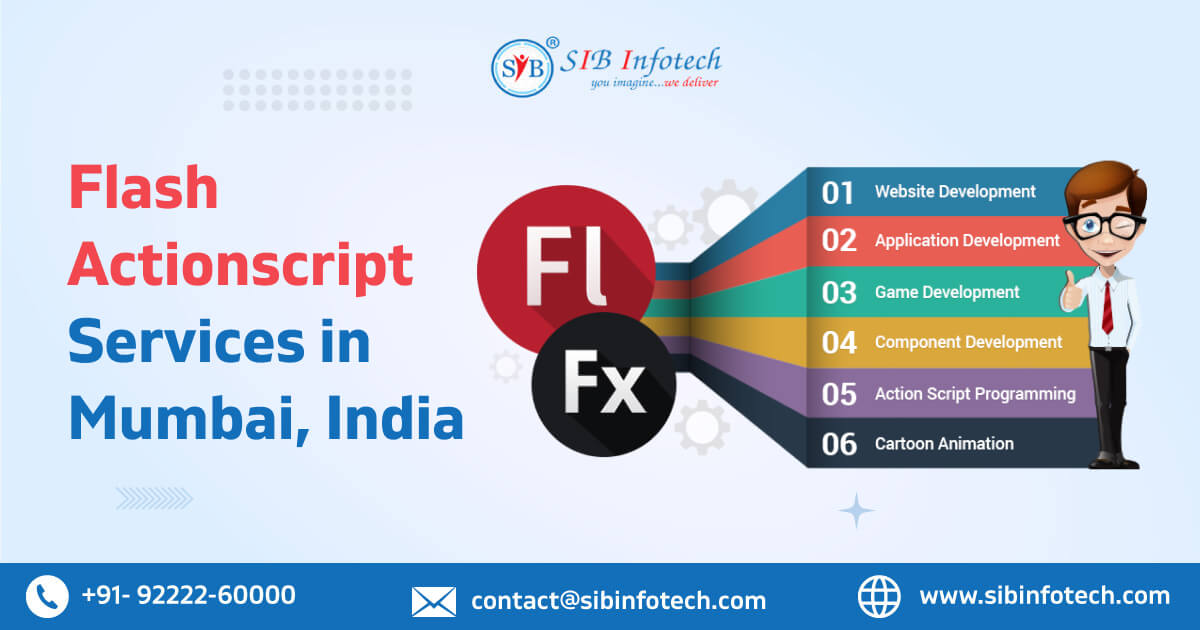 SIB
®
SIB Infotech
you imagine...we deliver
Flash
Actionscript
Services in
Mumbai, India
Fl
Fx
01 Website Development
02 Application Development
03 Game Development
04 Component Development
05 Action Script Programming
06 Cartoon Animation
+91- 92222-60000
contact@sibinfotech.com
www.sibinfotech.com